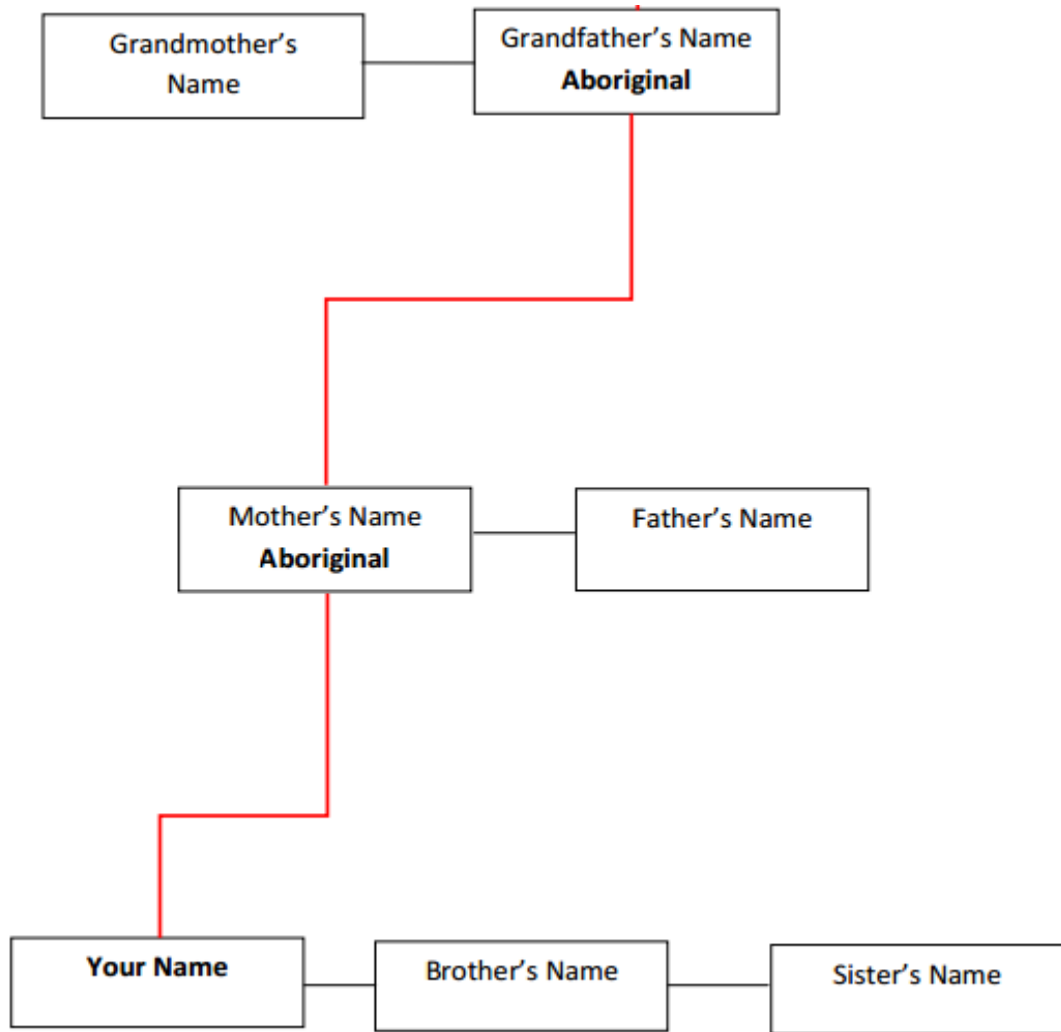 Grandmother’s
Name
Grandfather’s Name
Aboriginal
Mother’s Name
Aboriginal
Father’s Name
Your Name
Brother’s Name
Sister’s Name